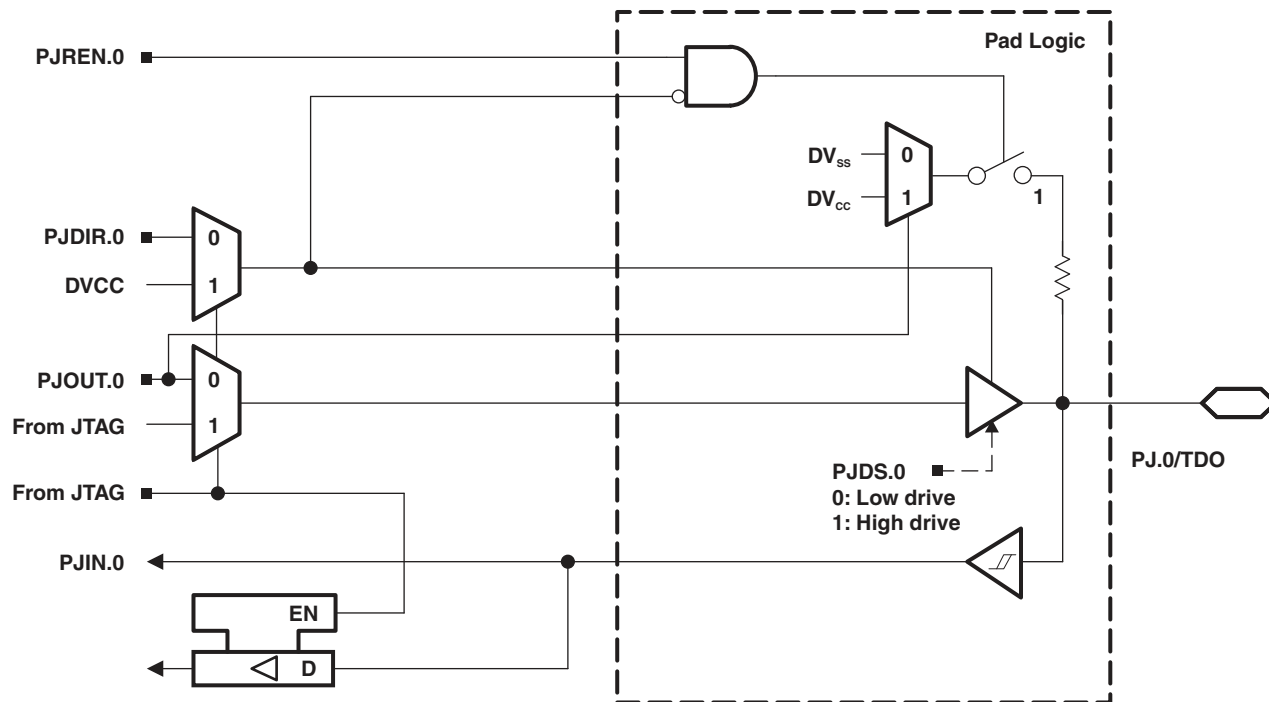 Pad Logic
PJREN.0
DVss
0
DVcc
1
1
PJDIR.0
0
DVCC
1
PJOUT.0
0
From JTAG
1
PJDS.0
0: Low drive
1: High drive
PJ.0/TDO
From JTAG
PJIN.0
EN
D